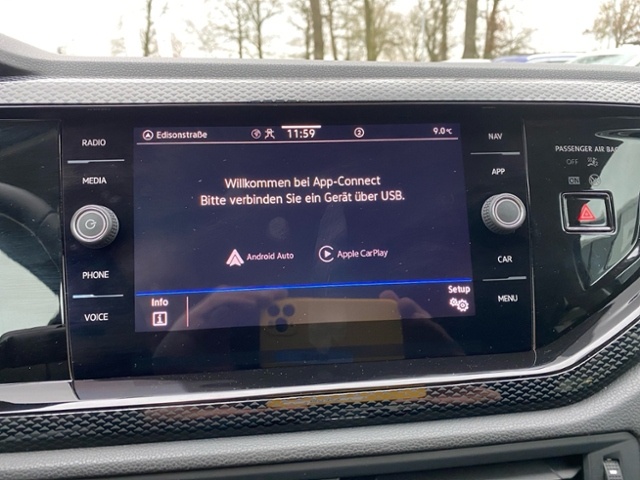 RADIO
MEDIA
PHONE
VOICE
Edisonstraße
11:59
2
9.0 °C
Willkommen bei App-Connect
Bitte verbinden Sie ein Gerät über USB.
Android Auto
Apple CarPlay
Info
Setup
NAV
APP
CAR
MENU
PASSENGER AIR BAG
OFF